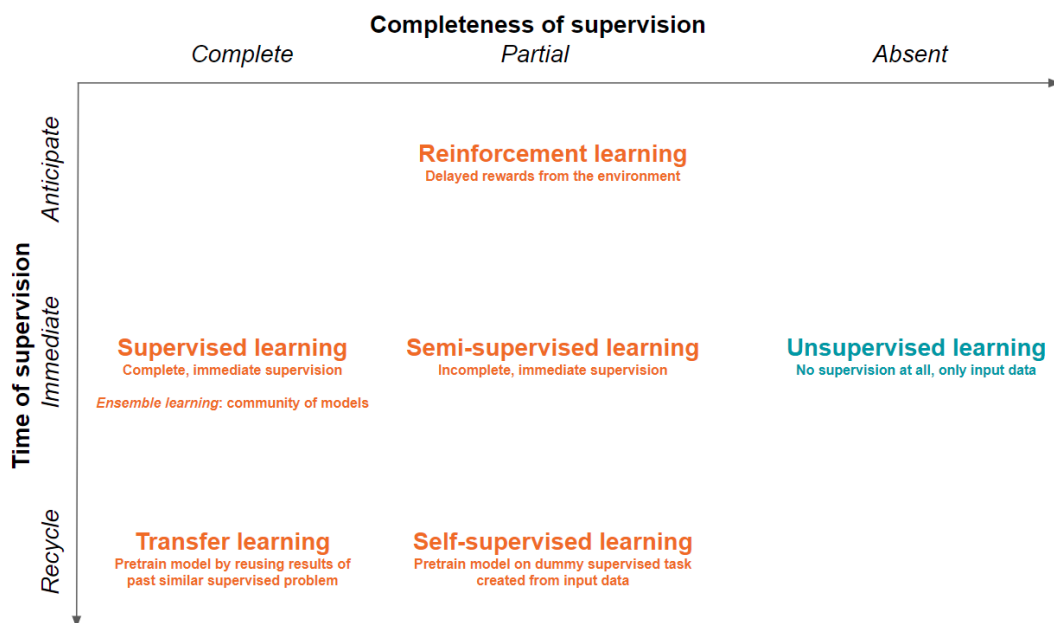 Completeness of supervision
Complete
Partial
Absent
Time of supervision
Anticipate
Reinforcement learning
Delayed rewards from the environment
Immediate
Supervised learning
Complete, immediate supervision
Ensemble learning: community of models
Semi-supervised learning
Incomplete, immediate supervision
Unsupervised learning
No supervision at all, only input data
Recycle
Transfer learning
Pretrain model by reusing results of
past similar supervised problem
Self-supervised learning
Pretrain model on dummy supervised task
created from input data